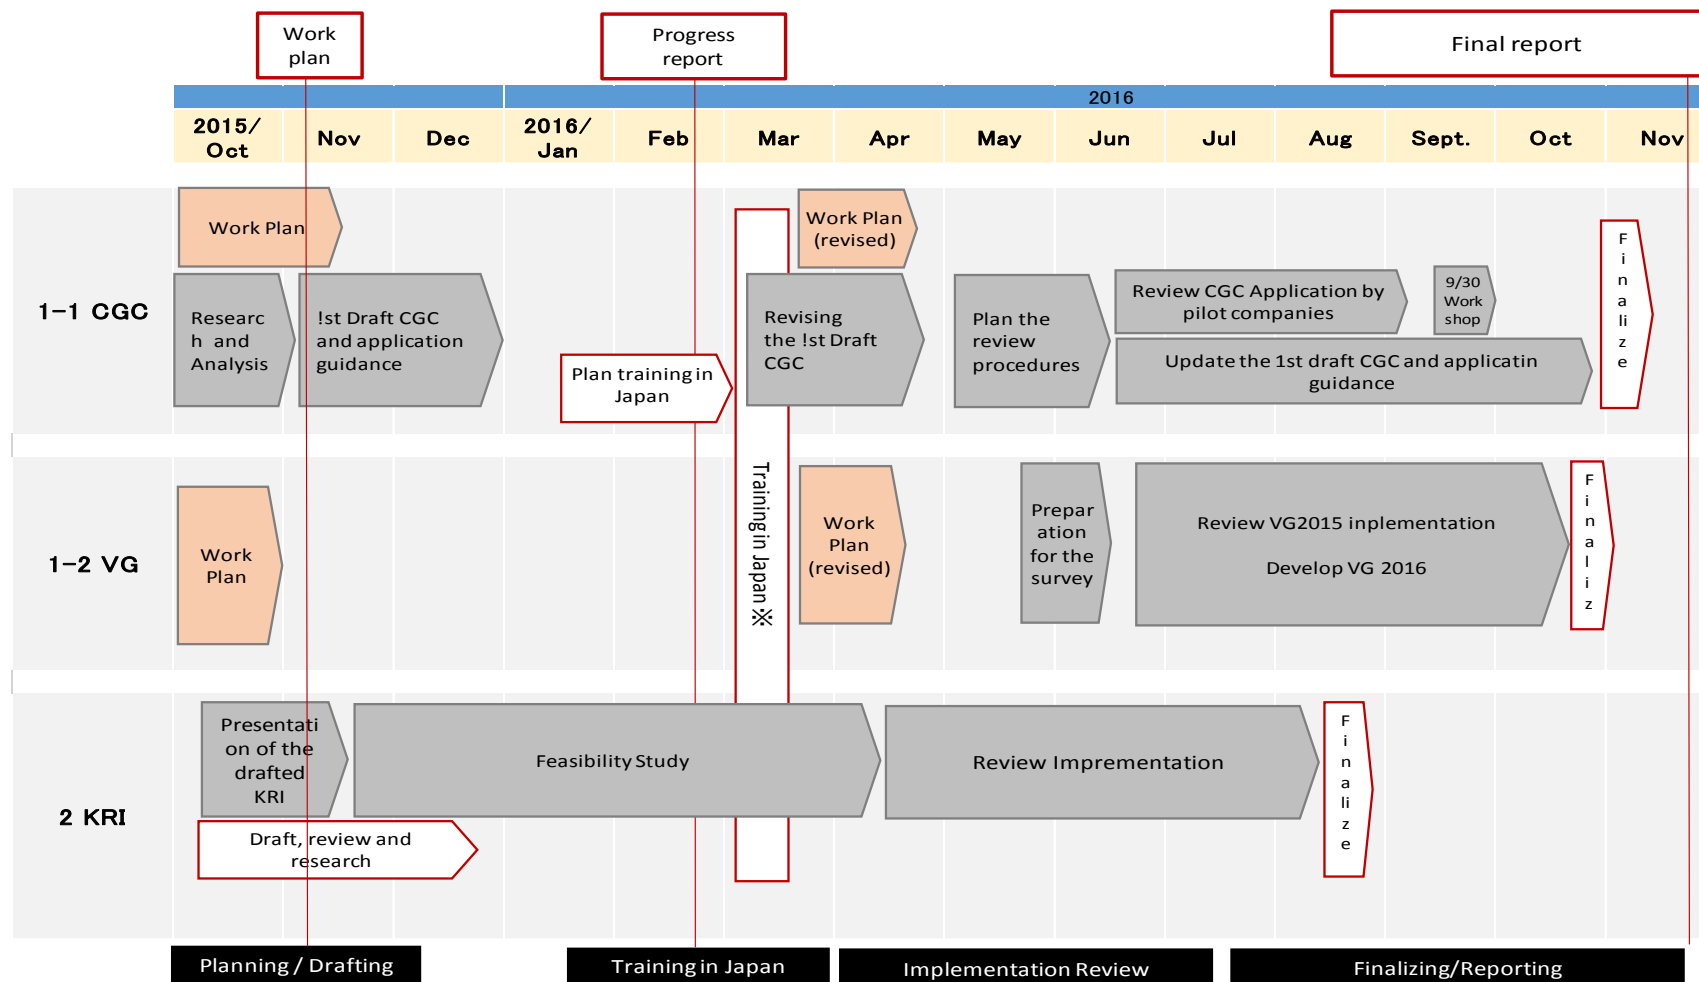 Work
plan
Progress
report
Final report
2016
2015/
Oct
Nov
Dec
2016/
Jan
Feb
Mar
Apr
May
Jun
Jul
Aug
Sept.
Oct
Nov
1-1 CGC
Work Plan
Work Plan
(revised)
Researc
h and
Analysis
!st Draft CGC
and application
guidance
Plan training in
Japan
Revising
the !st Draft
CGC
Plan the
review
procedures
Review CGC Application by
pilot companies
9/30
Work
shop
Update the 1st draft CGC and applicatin
guidance
F
i
n
a
li
z
e
Training in Japan※
1-2 VG
Work
Plan
Work
Plan
(revised)
Prepar
ation
for the
survey
Review VG2015 inplementation
Develop VG 2016
F
i
n
a
l
i
z
2 KRI
Presentati
on of the
drafted
KRI
Draft, review and
research
Feasibility Study
Review Imprementation
F
i
n
a
li
z
e
Planning / Drafting
Training in Japan
Implementation Review
Finalizing/Reporting